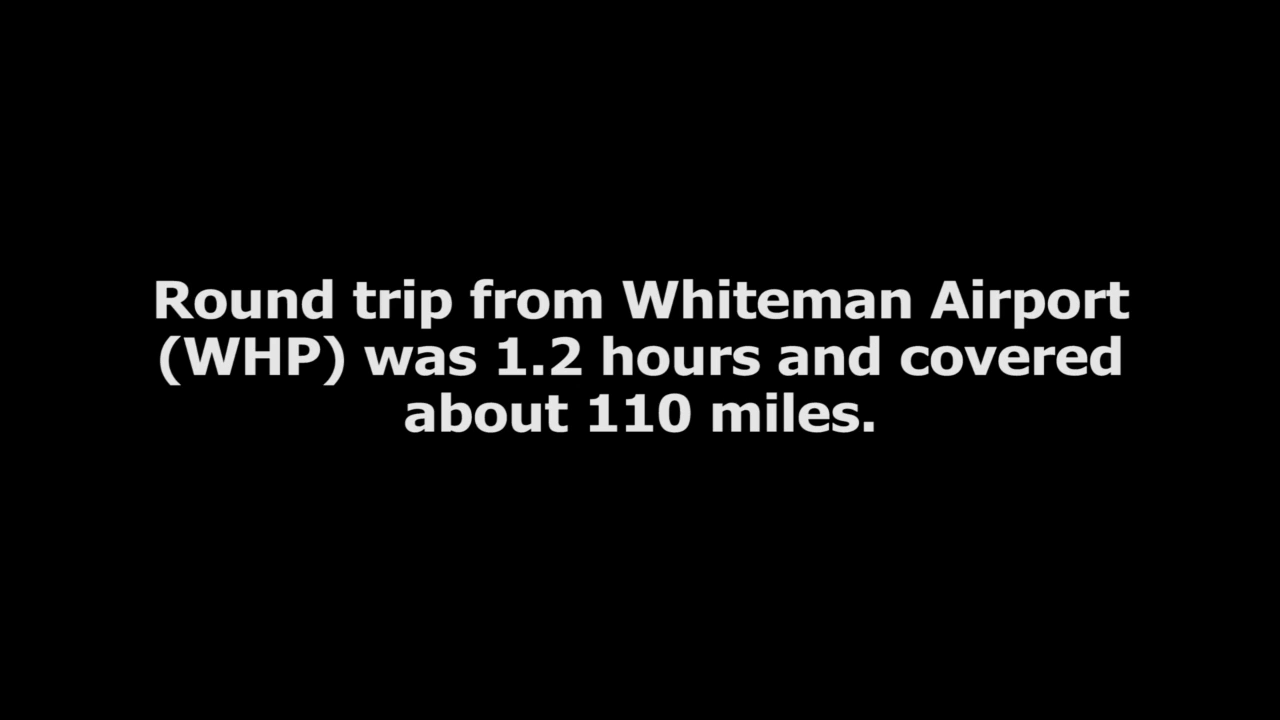 Round trip from Whiteman Airport
(WHP) was 1.2 hours and covered
about 110 miles.